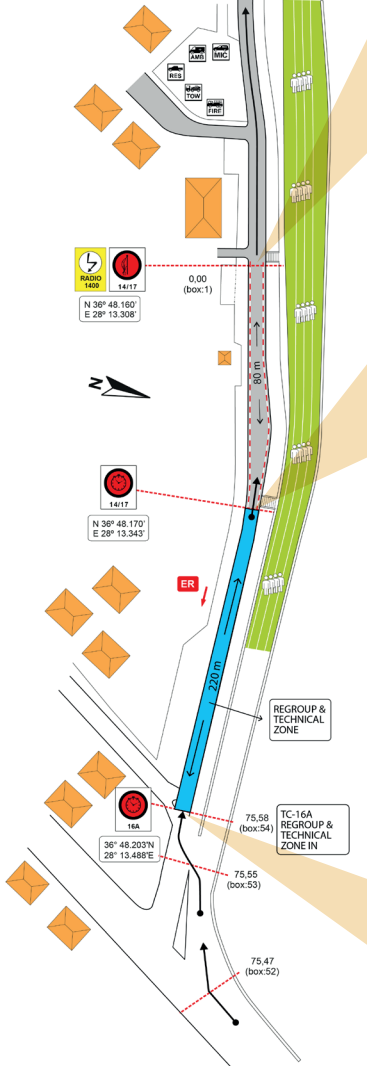 AMB
MIC
RES
TOW
FIRE
RADIO
1400
14/17
0,00
(box:1)
N 36º 48.160'
E 28º 13.308'
80 m
N
14/17
N 36º 48.170'
E 28º 13.343'
ER
220 m
REGROUP &
TECHNICAL
ZONE
16A
75,58
(box:54)
TC-16A
REGROUP &
TECHNICAL
ZONE IN
36° 48.203'N
28° 13.488'E
75,55
(box:53)
75,47
(box:52)